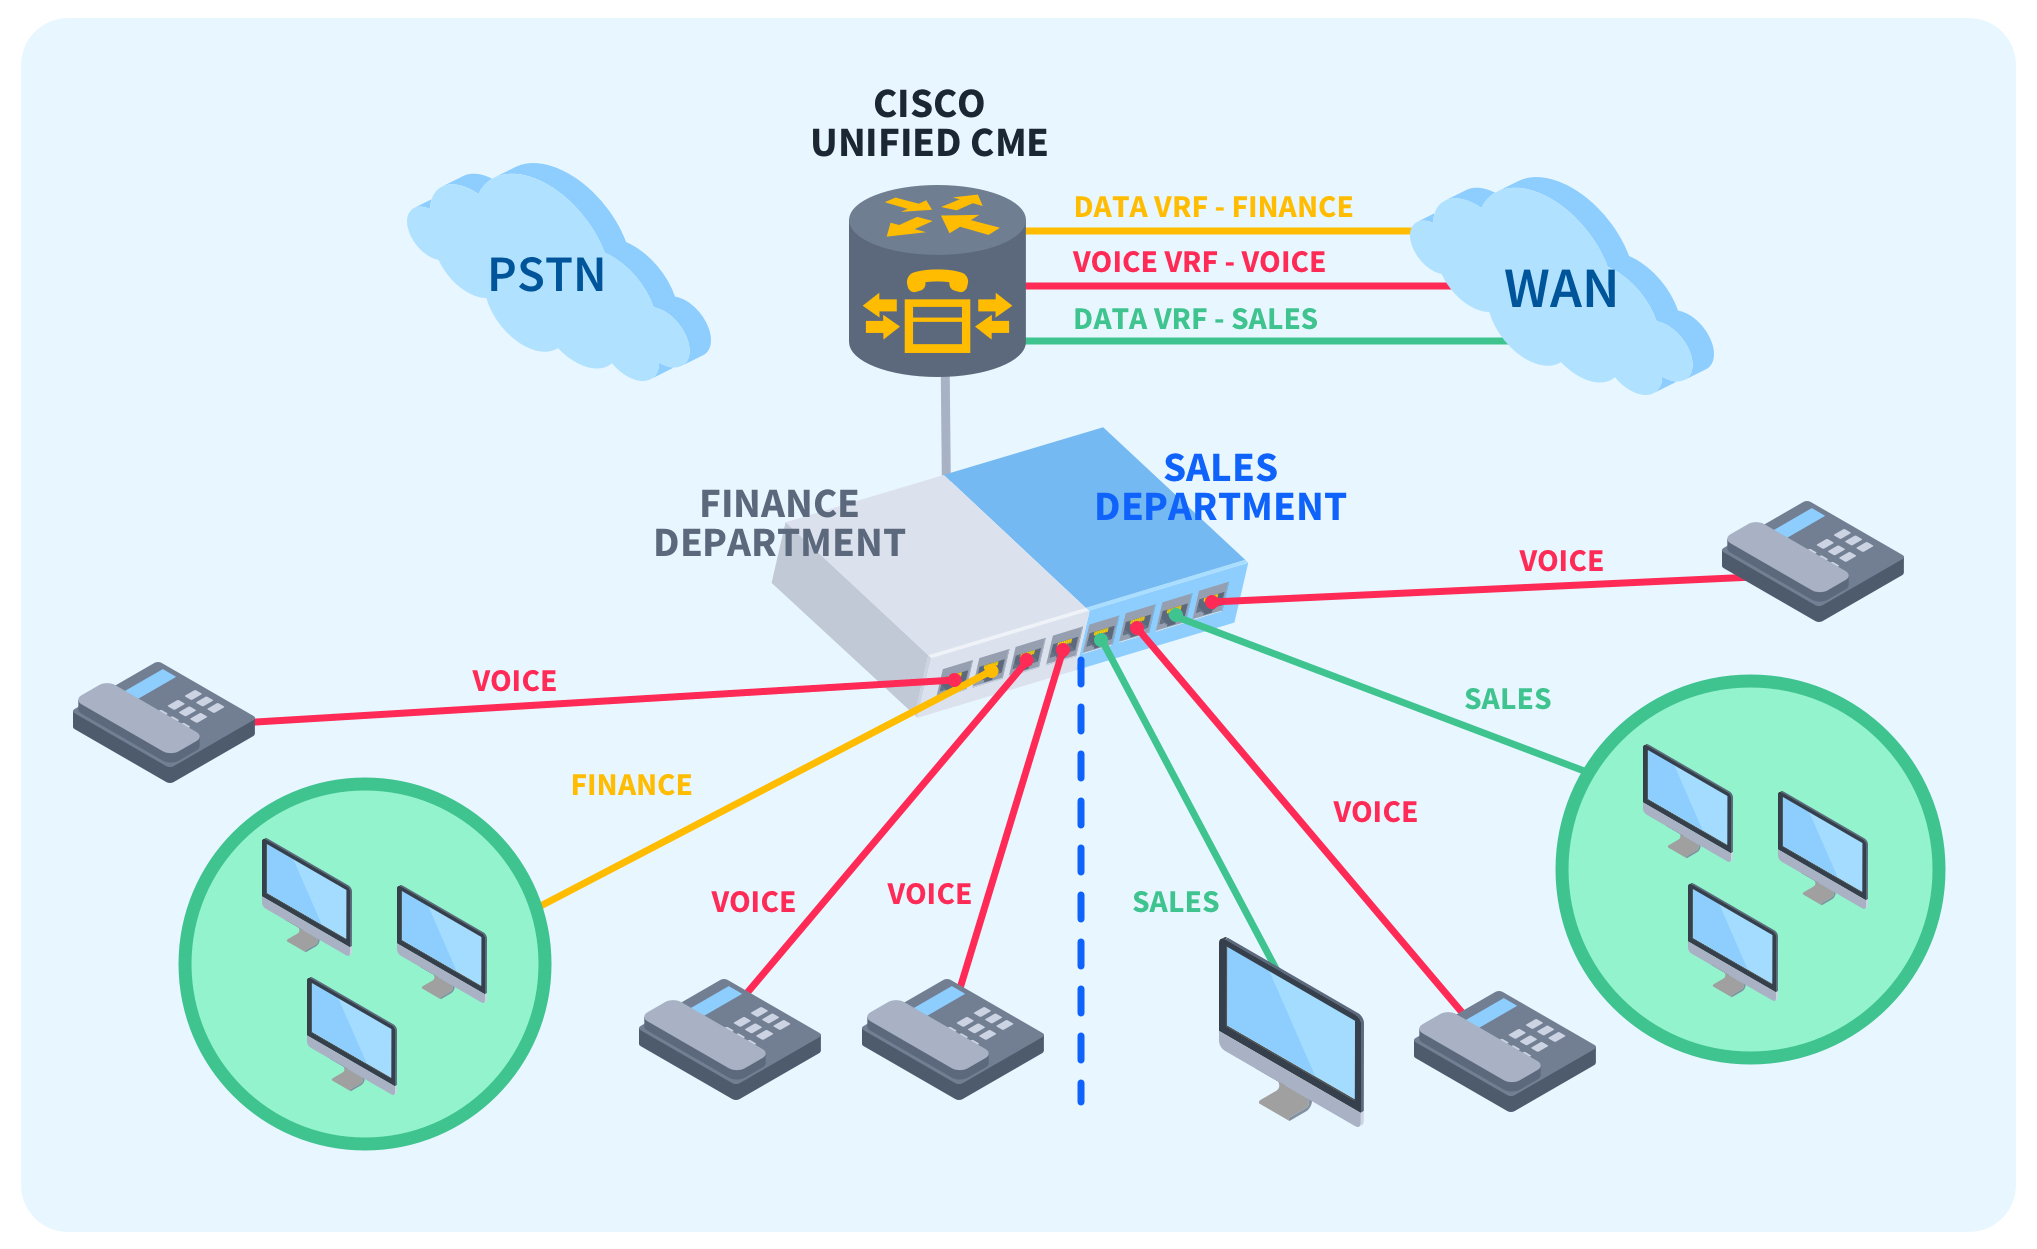 CISCO
UNIFIED CME
DATA VRF - FINANCE
VOICE VRF - VOICE
DATA VRF - SALES
PSTN
WAN
SALES
DEPARTMENT
FINANCE
DEPARTMENT
VOICE
VOICE
SALES
FINANCE
VOICE
VOICE
VOICE
SALES